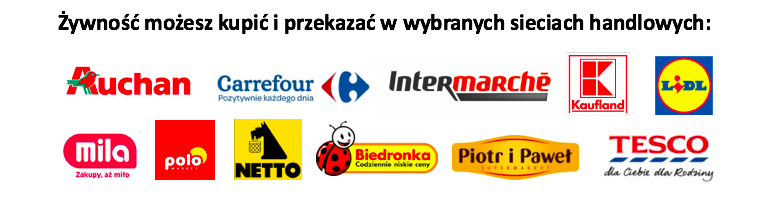 Żywność możesz kupić i przekazać w wybranych sieciach handlowych:
Auchan
Carrefour
Pozytywnie każdego dnia
Intermarchē
Kaufland
LiDL
mila
Zakupy, aż miło
polo
MARKET
NETTO
Biedronka
Codziennie niskie ceny
Piotr i Paweł
SUPERMARKET
TESCO
dla Ciebie dla Rodziny